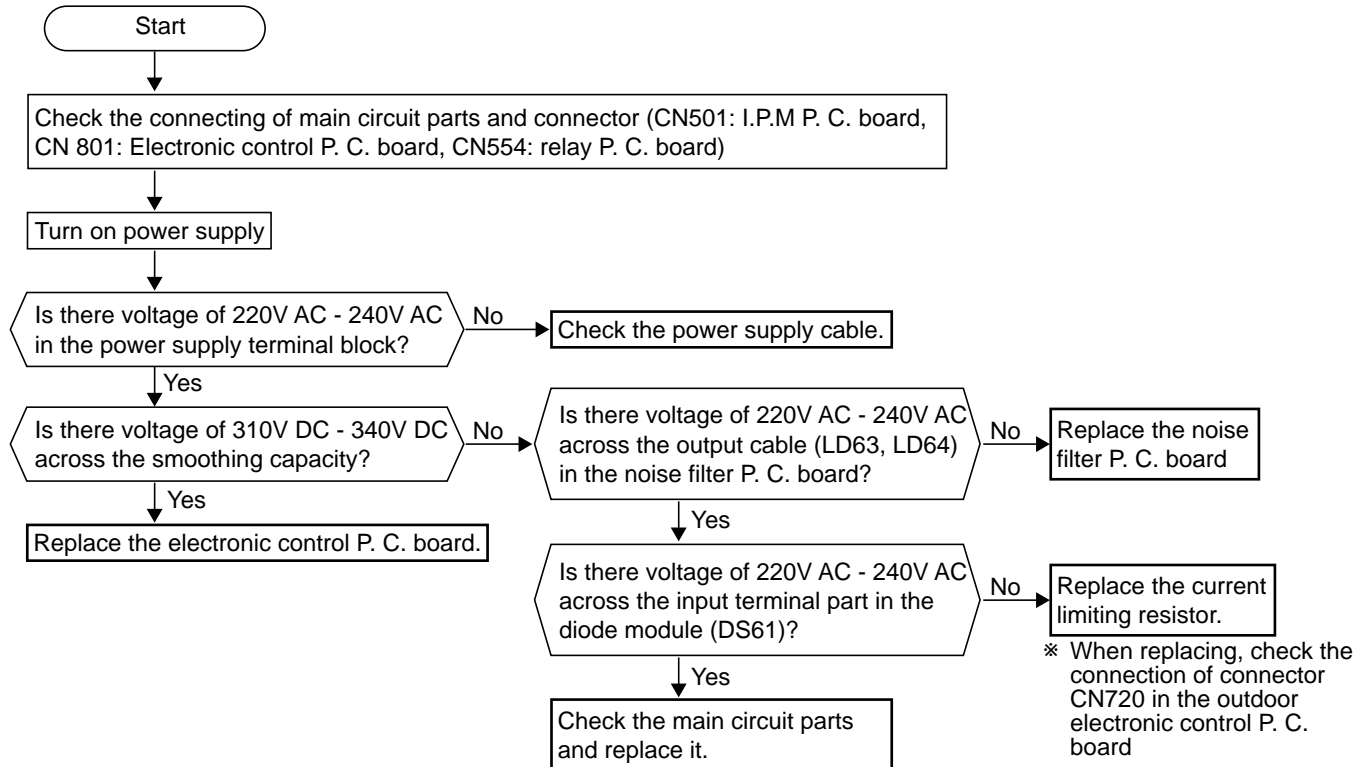 Start
Check the connecting of main circuit parts and connector (CN501: I.P.M P. C. board,
CN 801: Electronic control P. C. board, CN554: relay P. C. board)
Turn on power supply
Is there voltage of 220V AC - 240V AC
in the power supply terminal block?
No
Check the power supply cable.
Yes
Is there voltage of 310V DC - 340V DC
across the smoothing capacity?
No
Is there voltage of 220V AC - 240V AC
across the output cable (LD63, LD64)
in the noise filter P. C. board?
No
Replace the noise
filter P. C. board
Yes
Replace the electronic control P. C. board.
Yes
Is there voltage of 220V AC - 240V AC
across the input terminal part in the
diode module (DS61)?
No
Replace the current
limiting resistor.
※ When replacing, check the
connection of connector
CN720 in the outdoor
electronic control P. C.
board
Yes
Check the main circuit parts
and replace it.